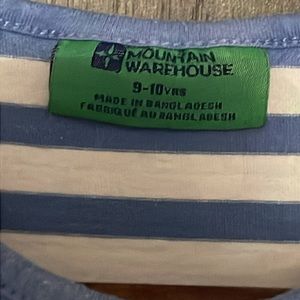 MOUNTAIN
WAREHOUSE
9-10YRS
MADE IN BANGLADESH
FABRIQUÉ AU BANGLADESH